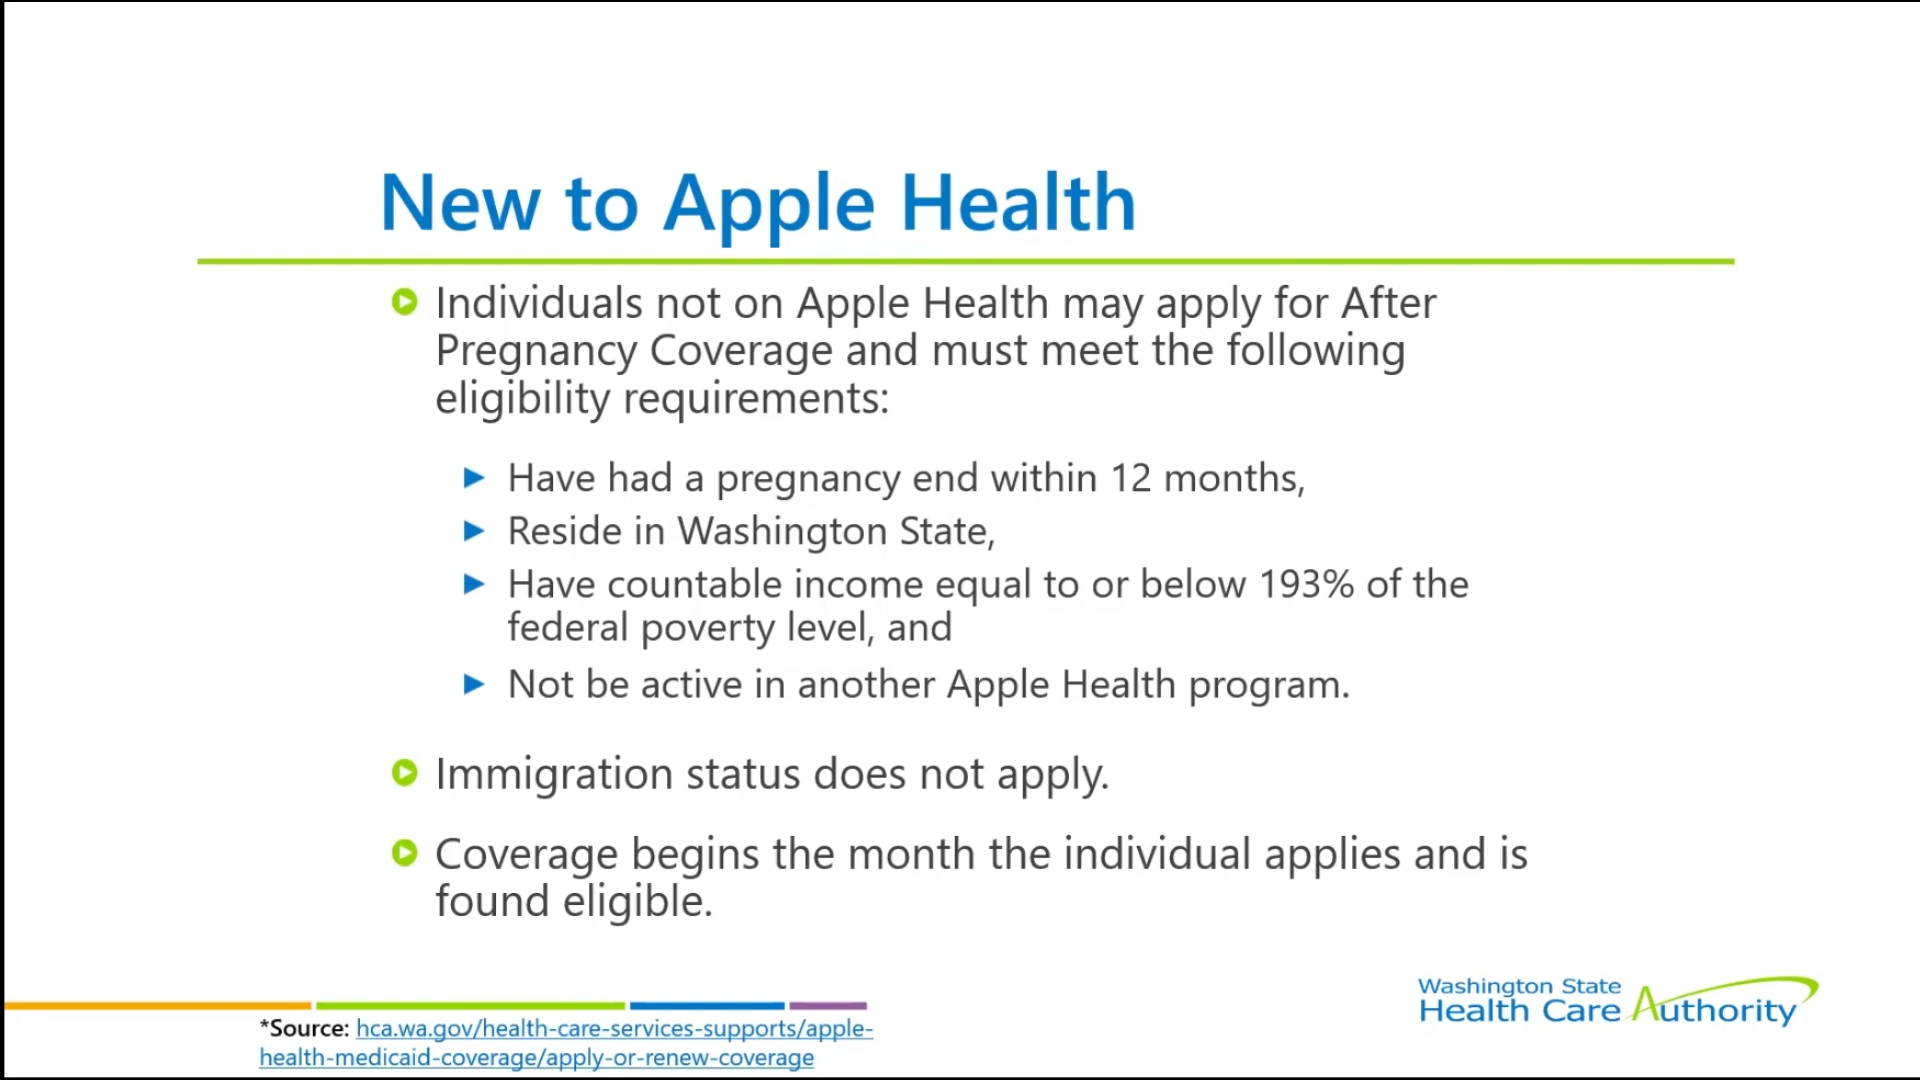 New to Apple Health
Individuals not on Apple Health may apply for After
Pregnancy Coverage and must meet the following
eligibility requirements:
Have had a pregnancy end within 12 months,
Reside in Washington State,
Have countable income equal to or below 193% of the
federal poverty level, and
Not be active in another Apple Health program.
Immigration status does not apply.
Coverage begins the month the individual applies and is
found eligible.
*Source: hca.wa.gov/health-care-services-supports/apple-
health-medicaid-coverage/apply-or-renew-coverage
Washington State
Health Care Authority